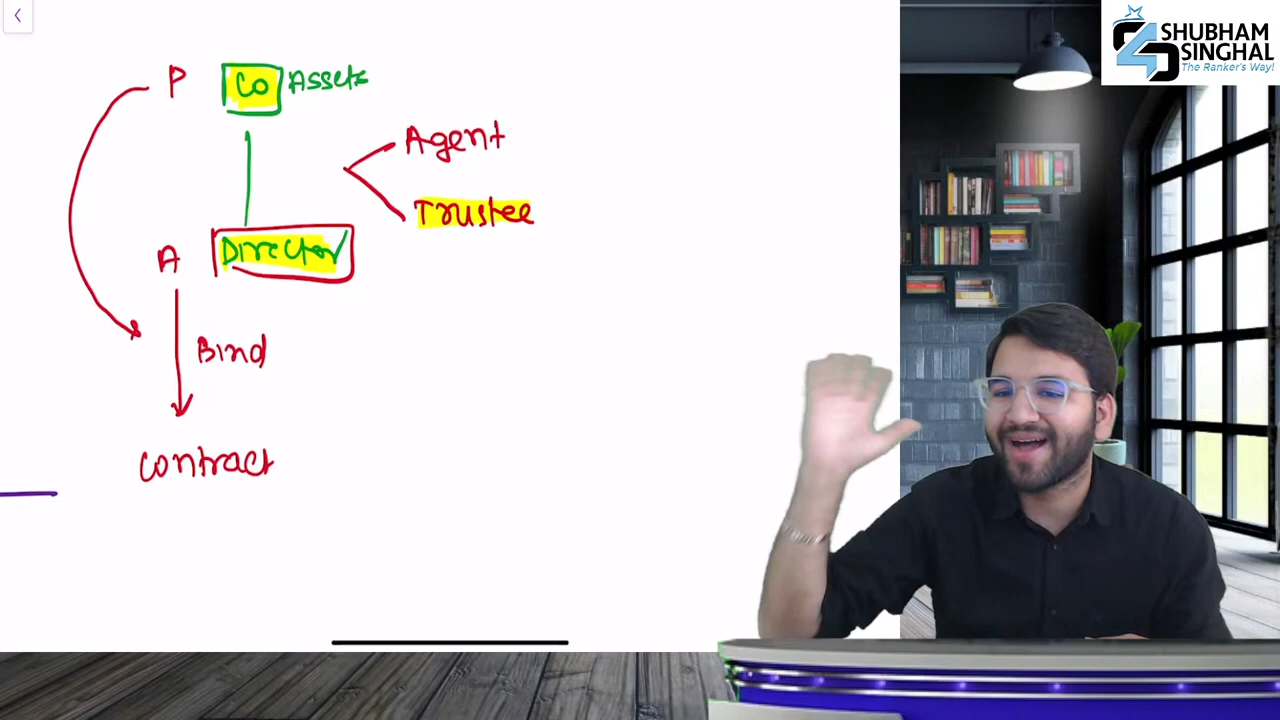 SHUBHAM
SINGHAL
The Ranker's Way!
P Co Assets
Agent
Trustee
A Director
Bind
Contract